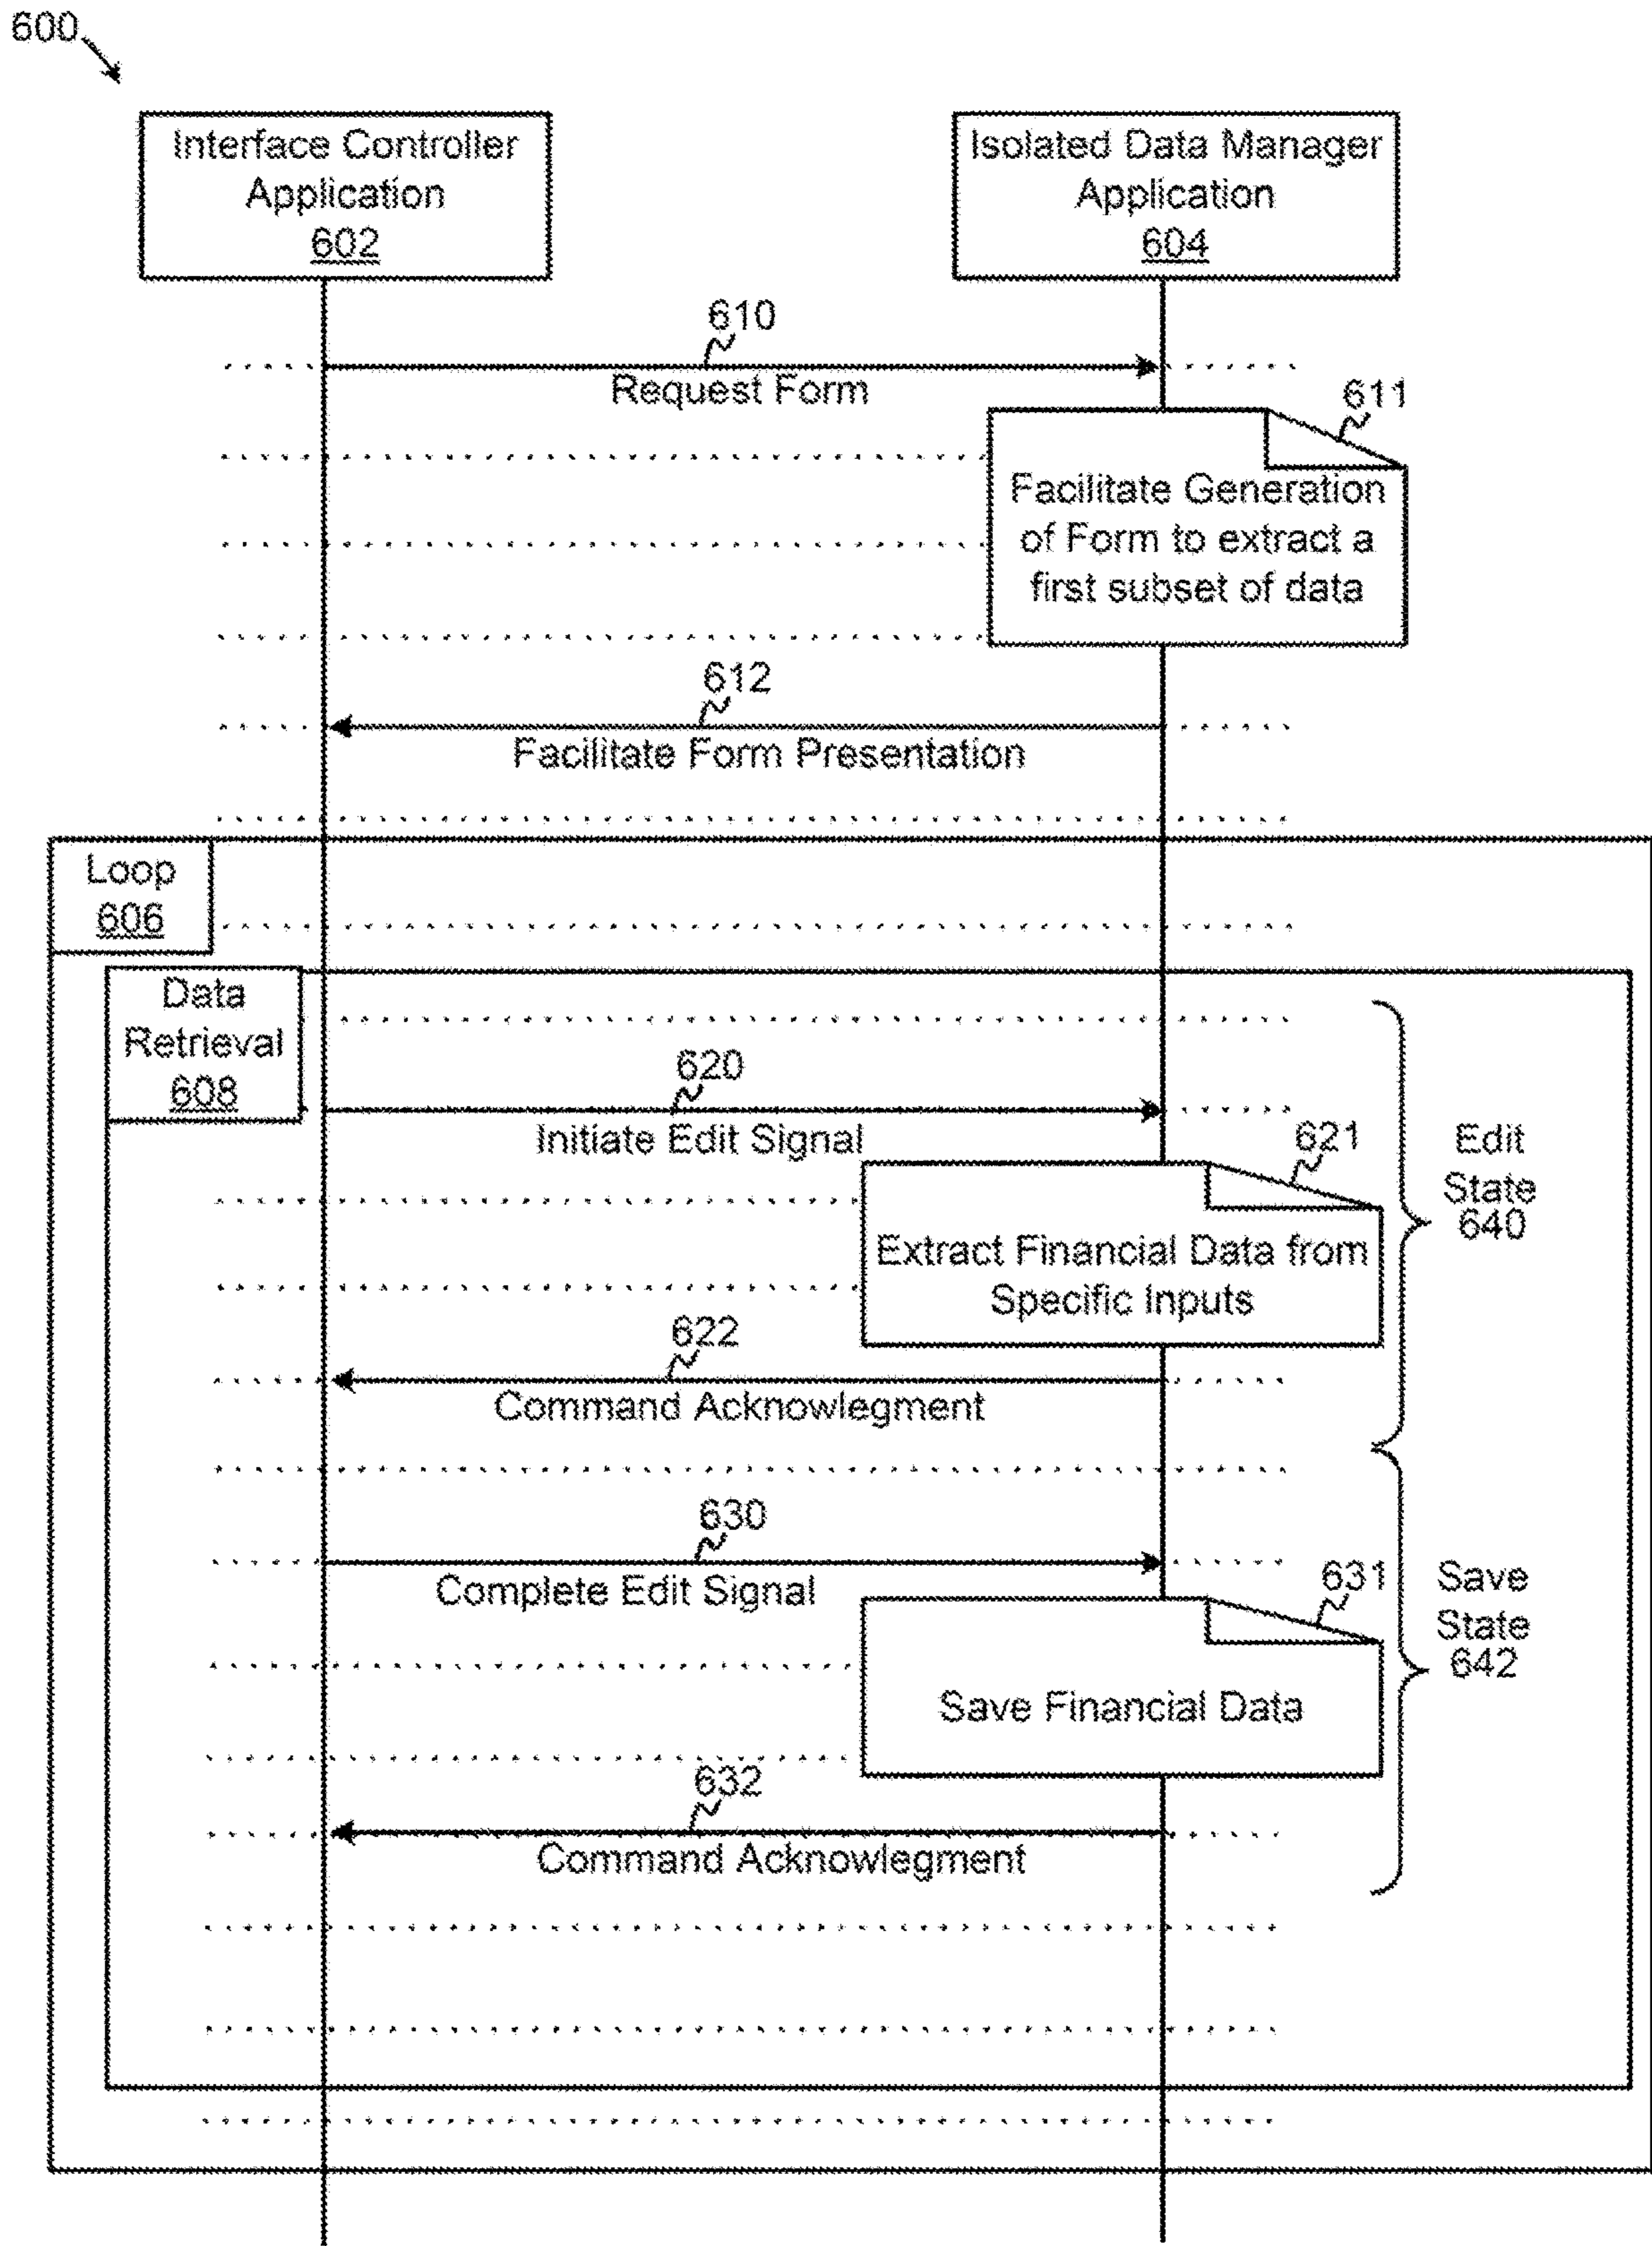 600
Interface Controller
Application
602
Isolated Data Manager
Application
604
610
Request Form
611
Facilitate Generation
of Form to extract a
first subset of data
612
Facilitate Form Presentation
Loop
606
Data
Retrieval
608
620
Initiate Edit Signal
621
Extract Financial Data from
Specific Inputs
Edit
State
640
622
Command Acknowlegment
630
Complete Edit Signal
631
Save Financial Data
Save
State
642
632
Command Acknowlegment